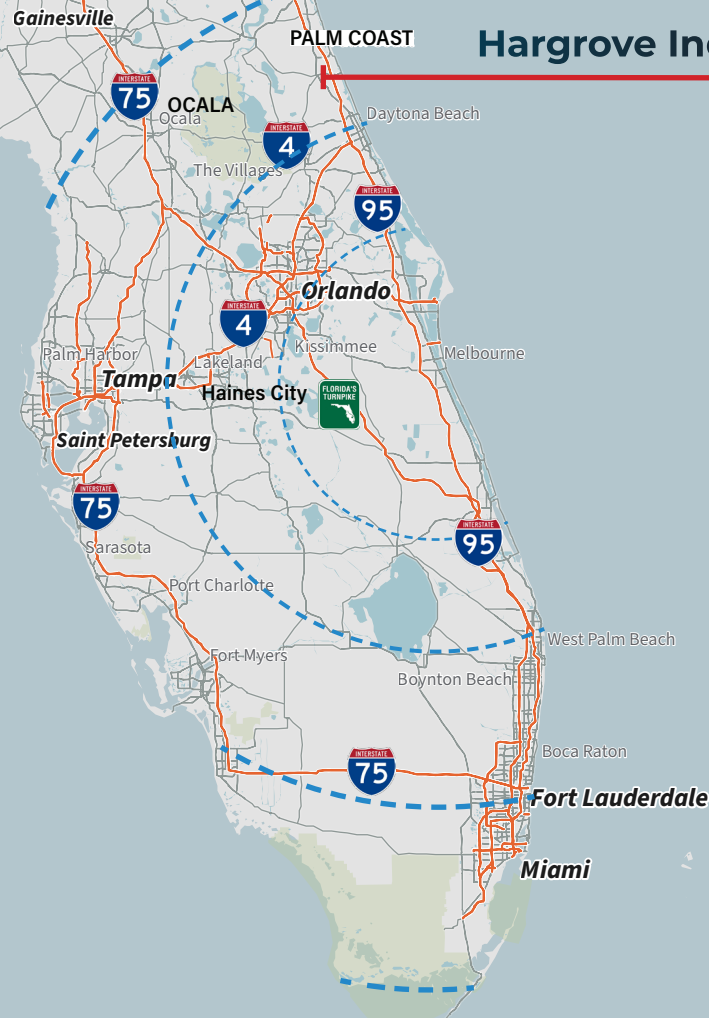 Gainesville
PALM COAST
Hargrove In
INTERSTATE
75
OCALA
Ocala
Daytona Beach
INTERSTATE
4
The Villages
INTERSTATE
95
Orlando
INTERSTATE
4
Kissimmee
Melbourne
Palm Harbor
Lakeland
Tampa
Haines City
FLORIDA'S
TURNPIKE
Saint Petersburg
INTERSTATE
75
INTERSTATE
95
Sarasota
Port Charlotte
West Palm Beach
Fort Myers
Boynton Beach
INTERSTATE
75
Boca Raton
Fort Lauderdale
Miami